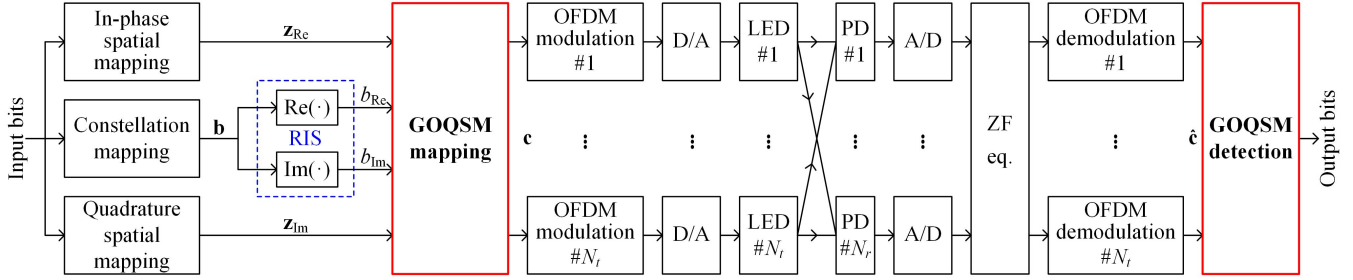 Input bits
In-phase
spatial
mapping
Constellation
mapping
Quadrature
spatial
mapping
z_Re
b
z_Im
Re(·)
RIS
Im(·)
b_Re
b_Im
GOQSM
mapping
c
OFDM
modulation
#1
OFDM
modulation
#N_t
D/A
D/A
LED
#1
LED
#N_t
PD
#1
PD
#N_r
A/D
A/D
ZF
eq.
OFDM
demodulation
#1
OFDM
demodulation
#N_t
ĉ
GOQSM
detection
Output bits